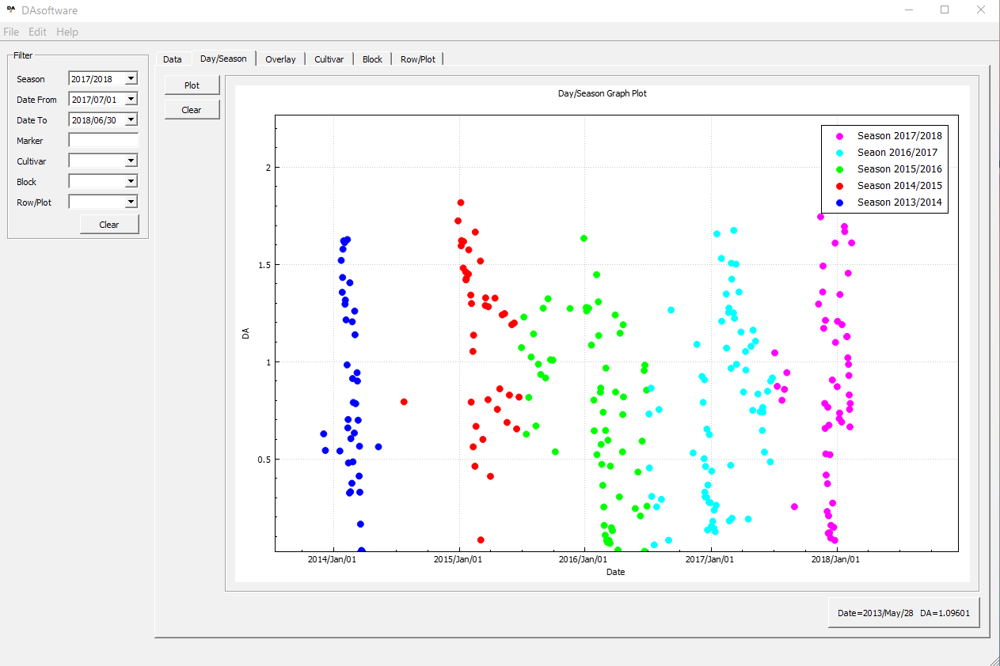 DA DAsoftware
File Edit Help
Filter
Season 2017/2018
Date From 2017/07/01
Date To 2018/06/30
Marker
Cultivar
Block
Row/Plot
Clear
Data Day/Season Overlay Cultivar Block Row/Plot
Plot
Clear
Day/Season Graph Plot
Season 2017/2018
Seaon 2016/2017
Season 2015/2016
Season 2014/2015
Season 2013/2014
DA
2
1.5
1
0.5
2014/Jan/01 2015/Jan/01 2016/Jan/01 2017/Jan/01 2018/Jan/01
Date
Date=2013/May/28 DA=1.09601